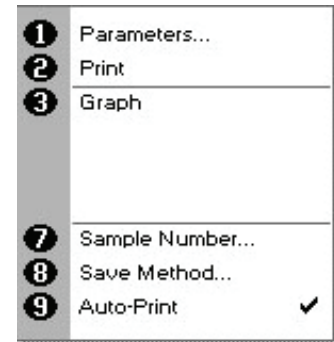 1 Parameters...
2 Print
3 Graph
7 Sample Number...
8 Save Method...
9 Auto-Print ✓